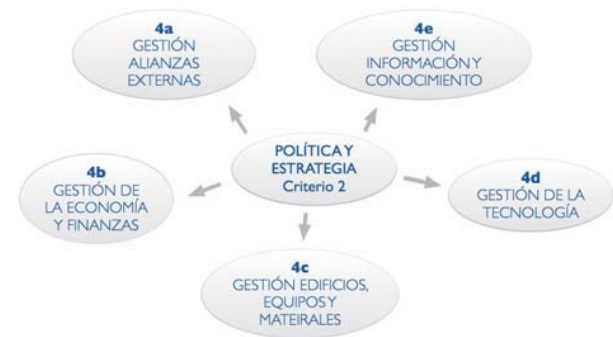 4a
GESTIÓN
ALIANZAS
EXTERNAS
4e
GESTIÓN
INFORMACIÓN Y
CONOCIMIENTO
POLÍTICA Y
ESTRATEGIA
Criterio 2
4b
GESTIÓN DE
LA ECONOMÍA
Y FINANZAS
4d
GESTIÓN DE LA
TECNOLOGÍA
4c
GESTIÓN EDIFICIOS,
EQUIPOS Y
MATEIRALES